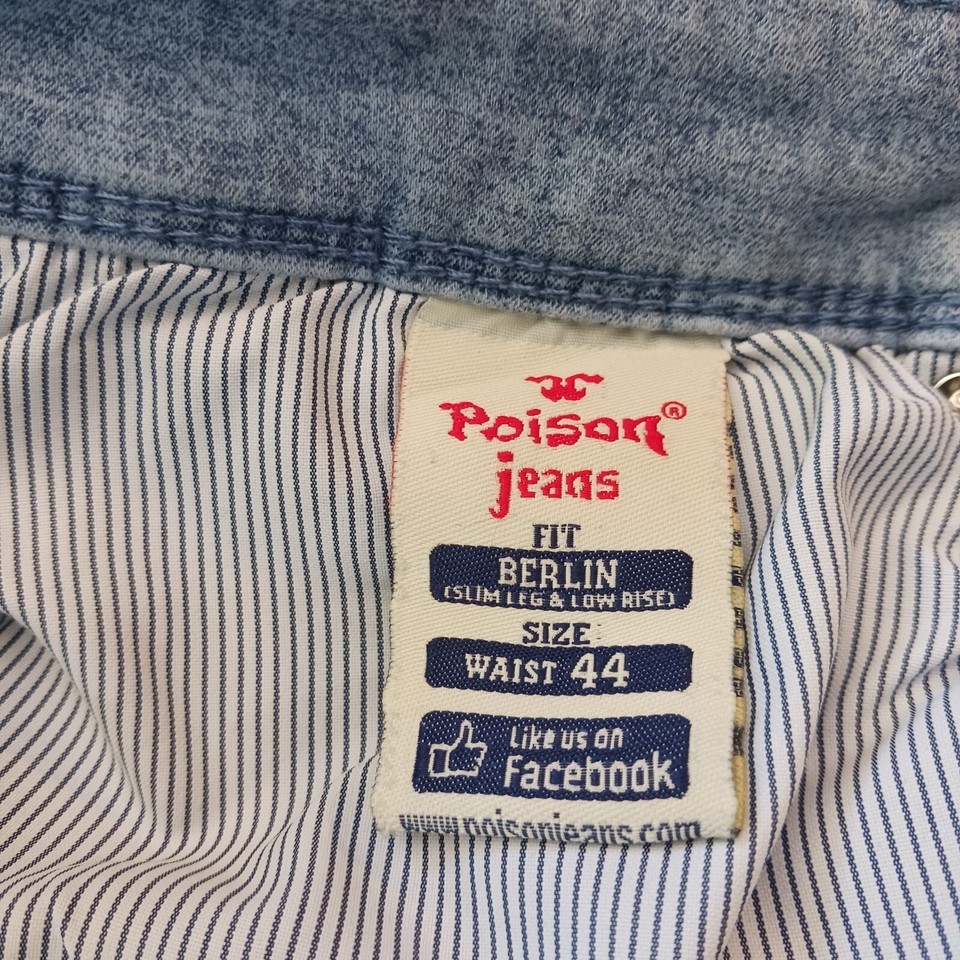 Poison®
jeans
FIT
BERLIN
(SLIM LEG & LOW RISE)
SIZE
WAIST 44
Like us on
Facebook
www.poisonjeans.com